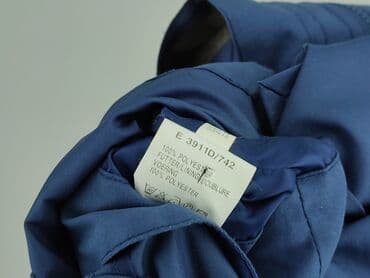 E 3911D/742
100% POLYESTER
FUTTER/LINING/DOUBLURE
VOERING
100% POLYESTER